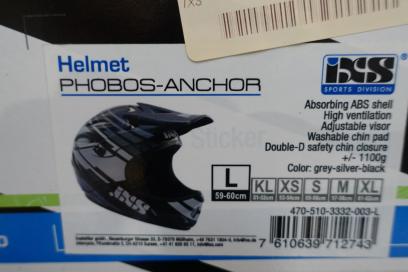 7XS
Helmet
PHOBOS-ANCHOR
iXS
SPORTS DIVISION
Absorbing ABS shell
High ventilation
Adjustable visor
Washable chin pad
Double-D safety chin closure
+/- 1100g
Color: grey-silver-black
Sticker
iXS
L
59-60cm
KL XS S M XL
470-510-3332-003-L
7 610639 712743